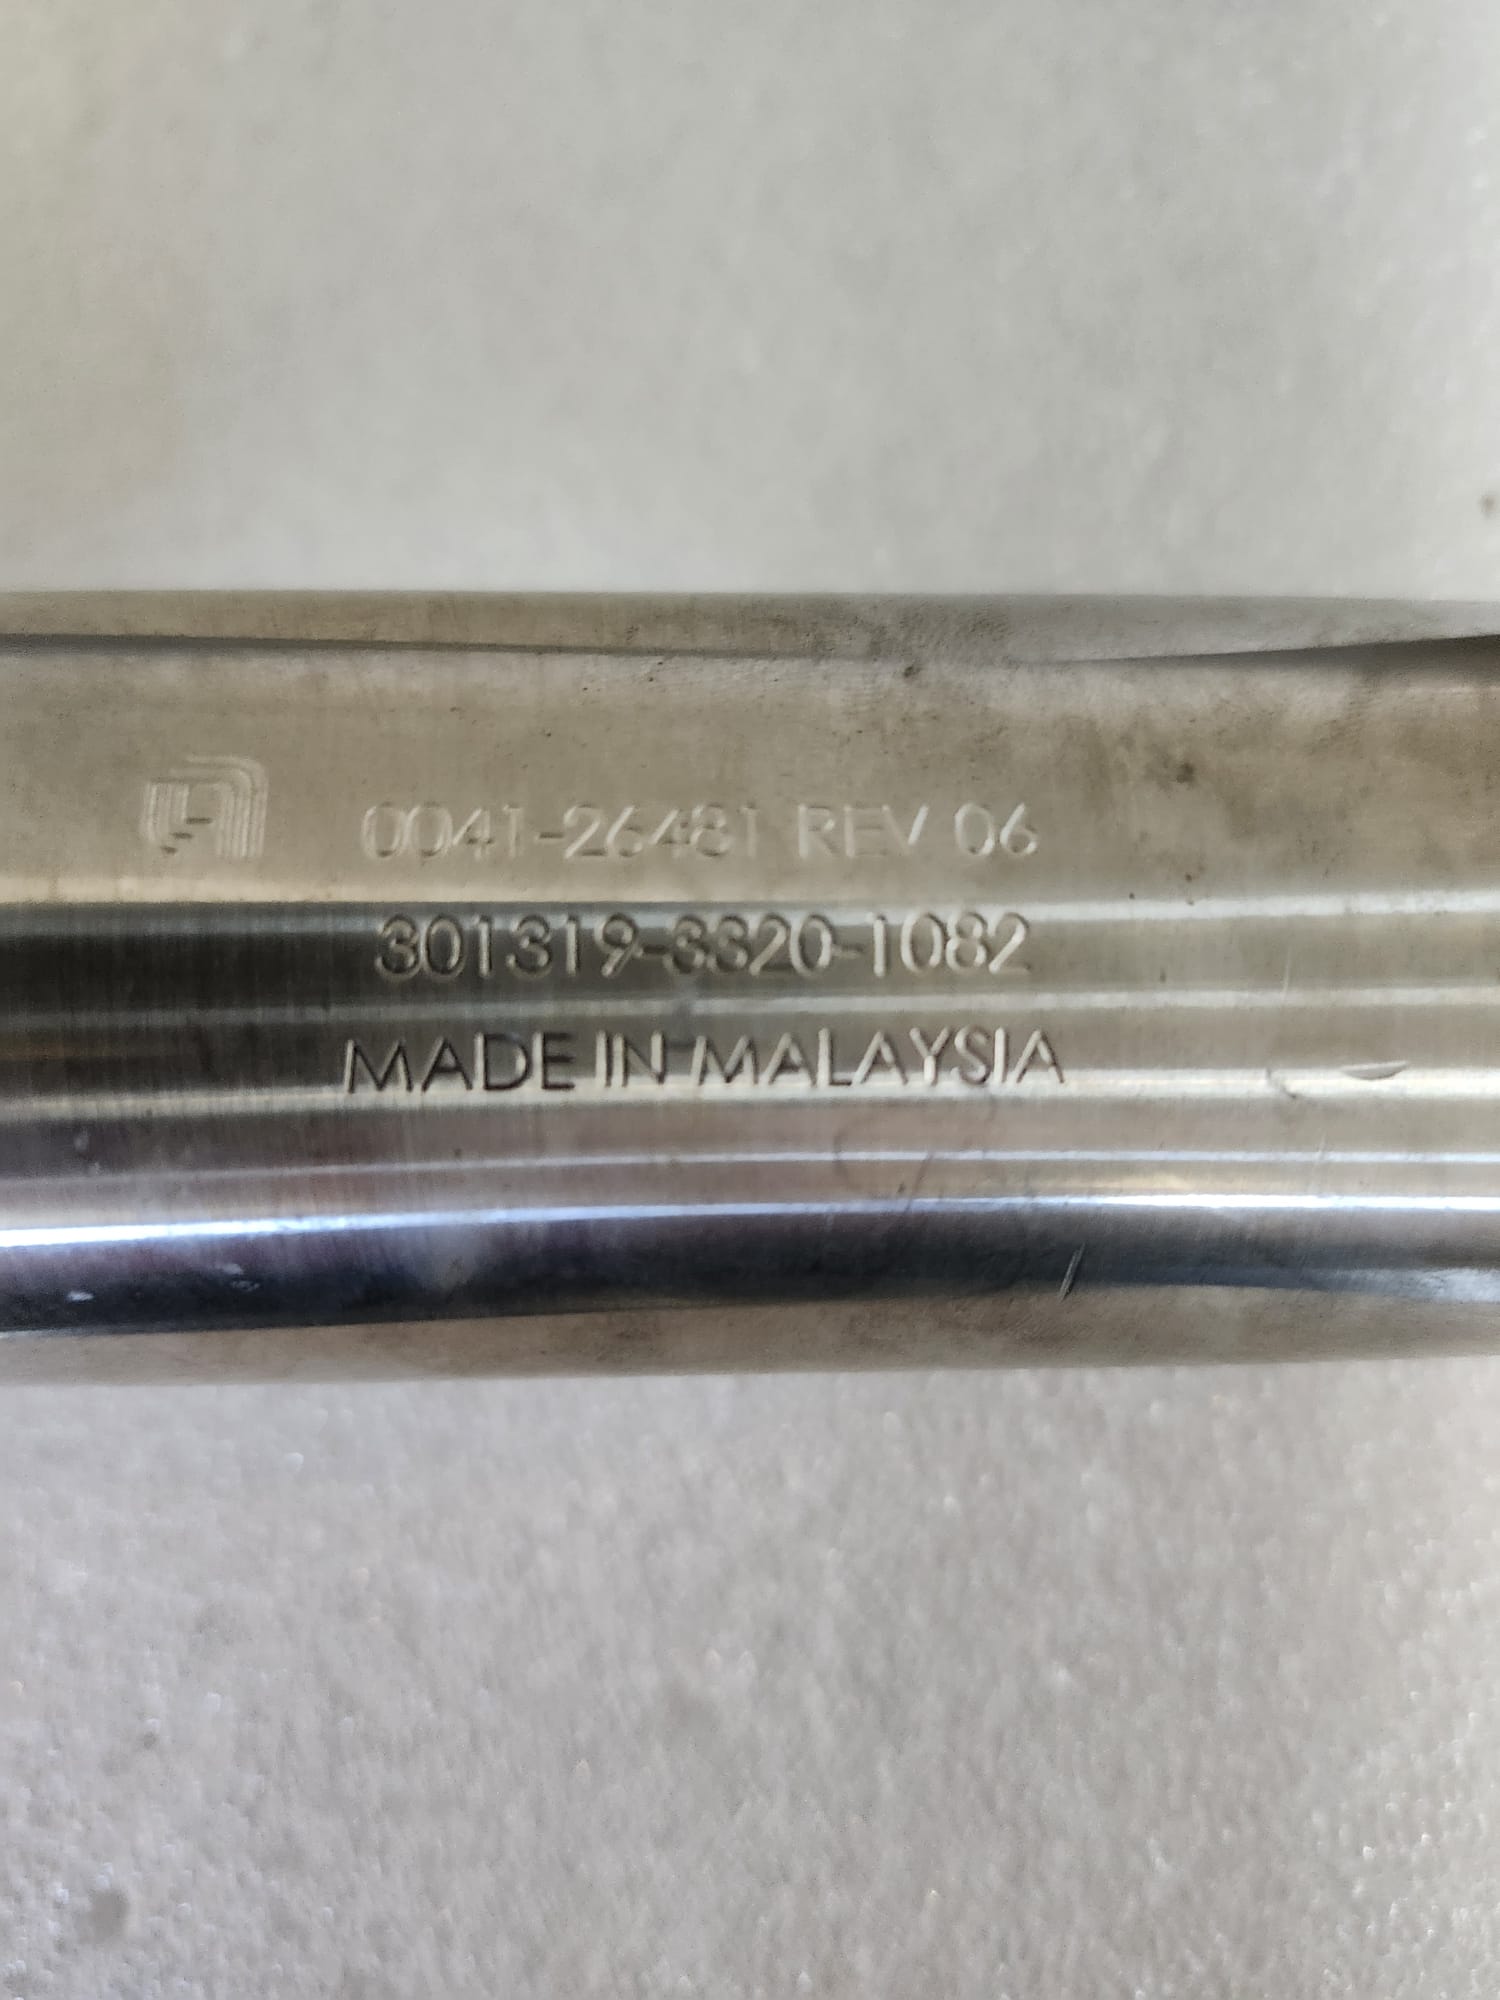 0041-26481 REV 06
301319-3320-1082
MADE IN MALAYSIA